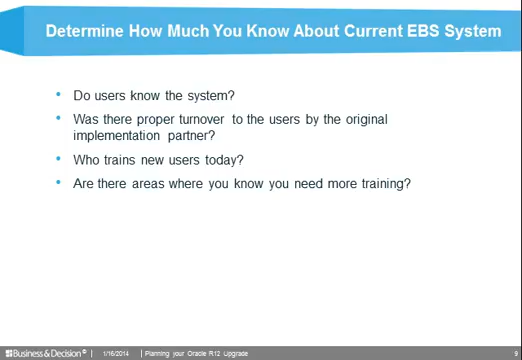 Determine How Much You Know About Current EBS System
• Do users know the system?
• Was there proper turnover to the users by the original
implementation partner?
• Who trains new users today?
• Are there areas where you know you need more training?
Business & Decision © | 1/16/2014 | Planning your Oracle R12 Upgrade 9